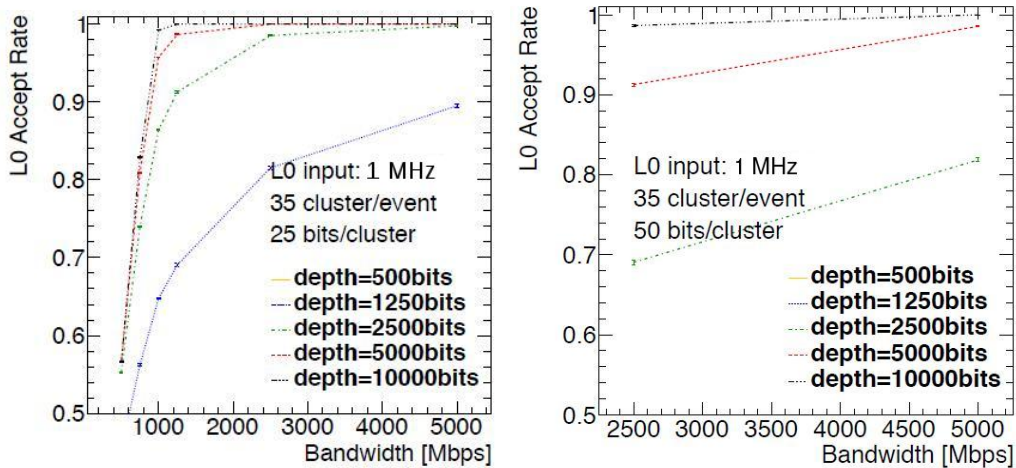 L0 Accept Rate
1
0.9
0.8
0.7
0.6
0.5
L0 input: 1 MHz
35 cluster/event
25 bits/cluster
depth=500bits
depth=1250bits
depth=2500bits
depth=5000bits
depth=10000bits
1000 2000 3000 4000 5000
Bandwidth [Mbps]
L0 Accept Rate
1
0.9
0.8
0.7
0.6
0.5
L0 input: 1 MHz
35 cluster/event
50 bits/cluster
depth=500bits
depth=1250bits
depth=2500bits
depth=5000bits
depth=10000bits
2500 3000 3500 4000 4500 5000
Bandwidth [Mbps]